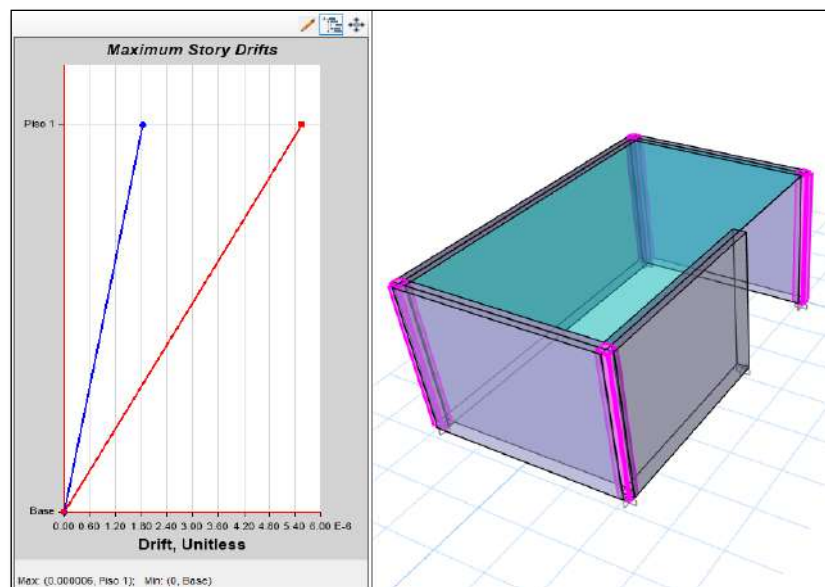 Maximum Story Drifts
Piso 1
Base
0.00 0.60 1.20 1.80 2.40 3.00 3.60 4.20 4.80 5.40 6.00 E-6
Drift, Unitless
Max: (0.000006, Piso 1); Min: (0, Base)